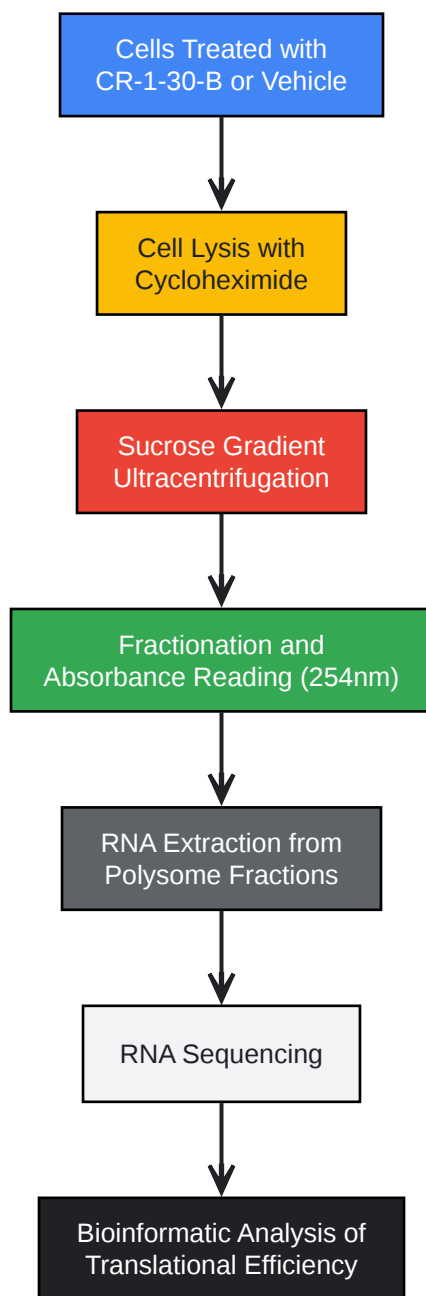 Cells Treated with
CR-1-30-B or Vehicle
Cell Lysis with
Cycloheximide
Sucrose Gradient
Ultracentrifugation
Fractionation and
Absorbance Reading (254nm)
RNA Extraction from
Polysome Fractions
RNA Sequencing
Bioinformatic Analysis of
Translational Efficiency